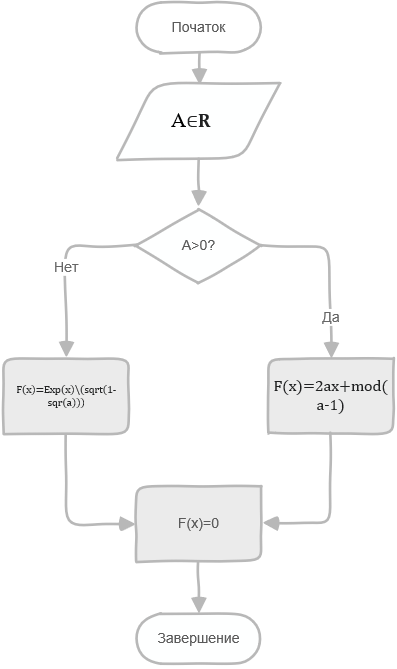 Початок
A∈R
A>0?
Нет
Да
F(x)=Exp(x)\(sqrt(1-
sqr(a)))
F(x)=2ax+mod(
a-1)
F(x)=0
Завершение